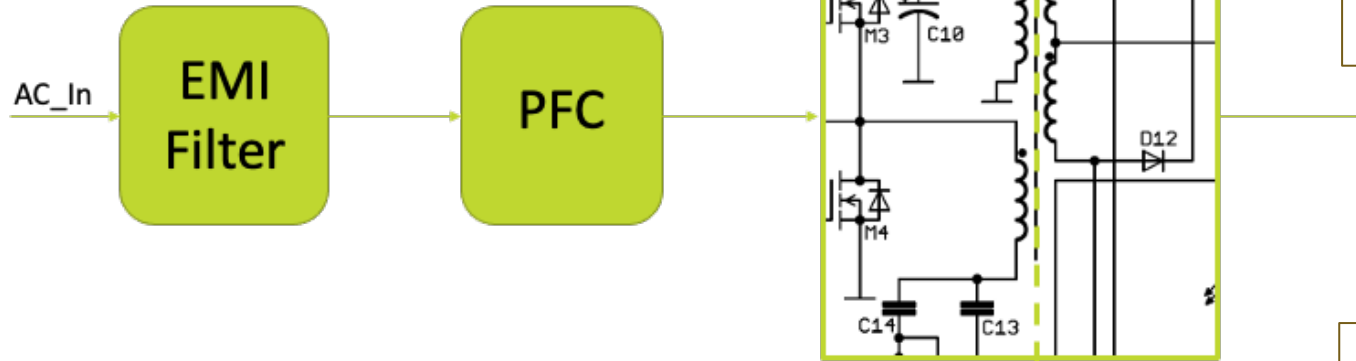 AC_In
EMI
Filter
PFC
M3
C10
D12
M4
C14
C13